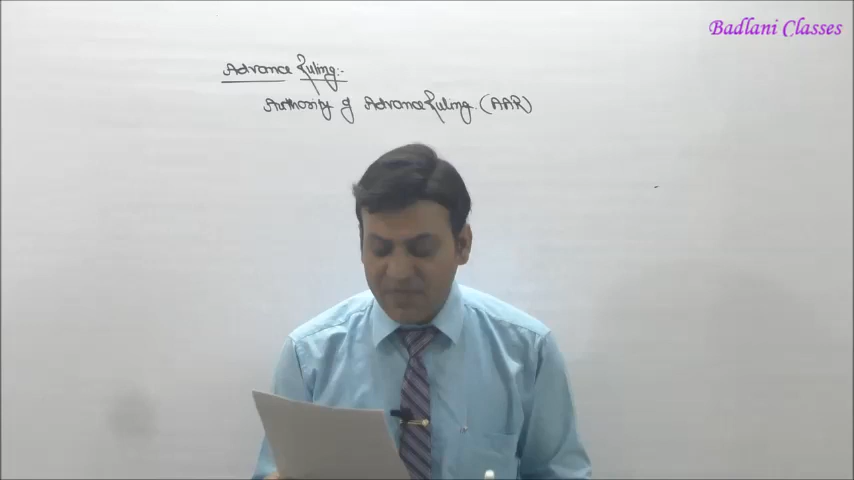 Badlani Classes
Advance Ruling:-
Authority of Advance Ruling. (AAR)